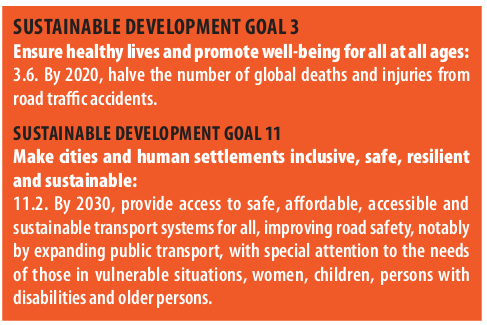 SUSTAINABLE DEVELOPMENT GOAL 3
Ensure healthy lives and promote well-being for all at all ages:
3.6. By 2020, halve the number of global deaths and injuries from
road traffic accidents.
SUSTAINABLE DEVELOPMENT GOAL 11
Make cities and human settlements inclusive, safe, resilient
and sustainable:
11.2. By 2030, provide access to safe, affordable, accessible and
sustainable transport systems for all, improving road safety, notably
by expanding public transport, with special attention to the needs
of those in vulnerable situations, women, children, persons with
disabilities and older persons.